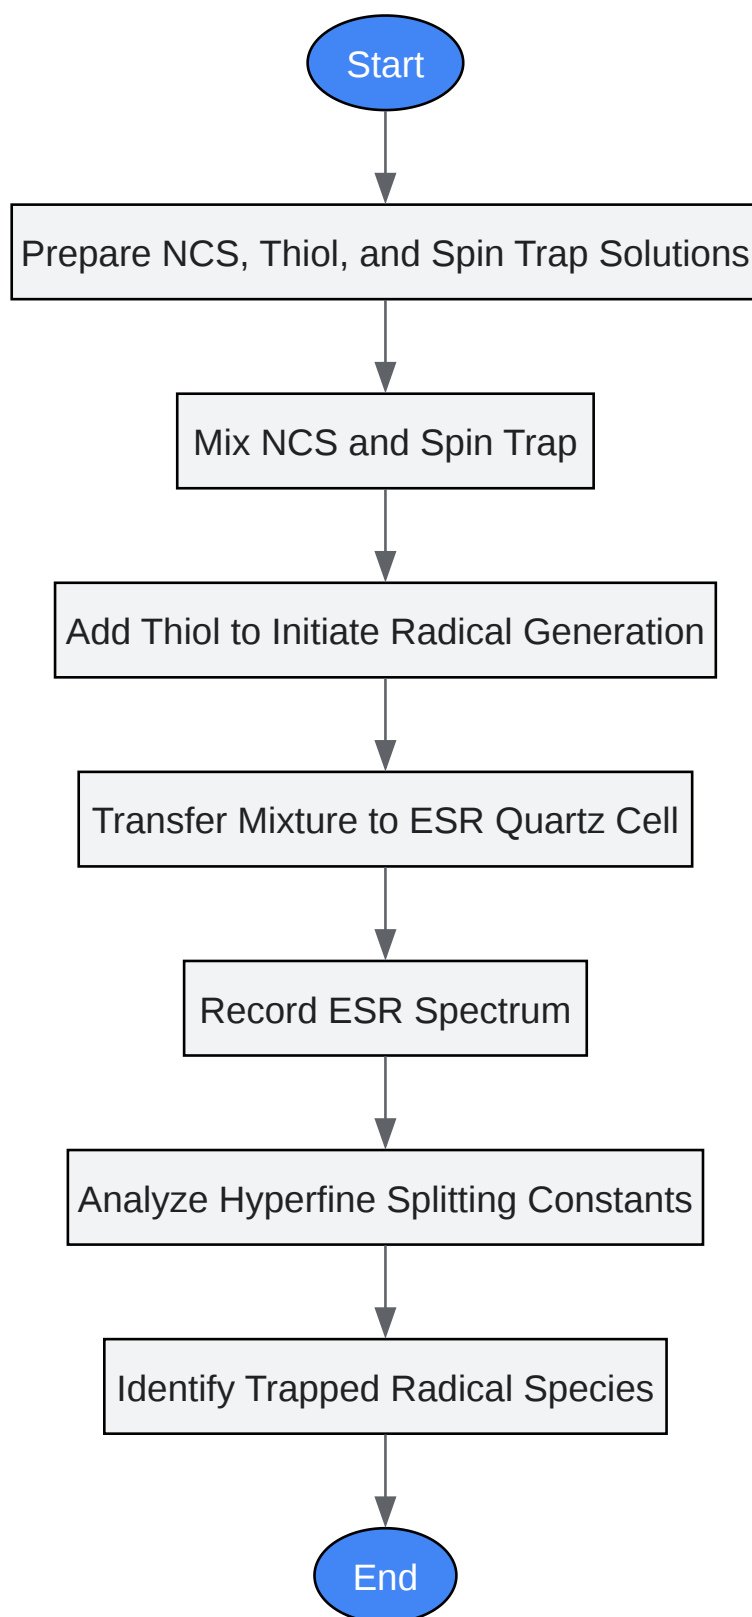 Start
Prepare NCS, Thiol, and Spin Trap Solutions
Mix NCS and Spin Trap
Add Thiol to Initiate Radical Generation
Transfer Mixture to ESR Quartz Cell
Record ESR Spectrum
Analyze Hyperfine Splitting Constants
Identify Trapped Radical Species
End